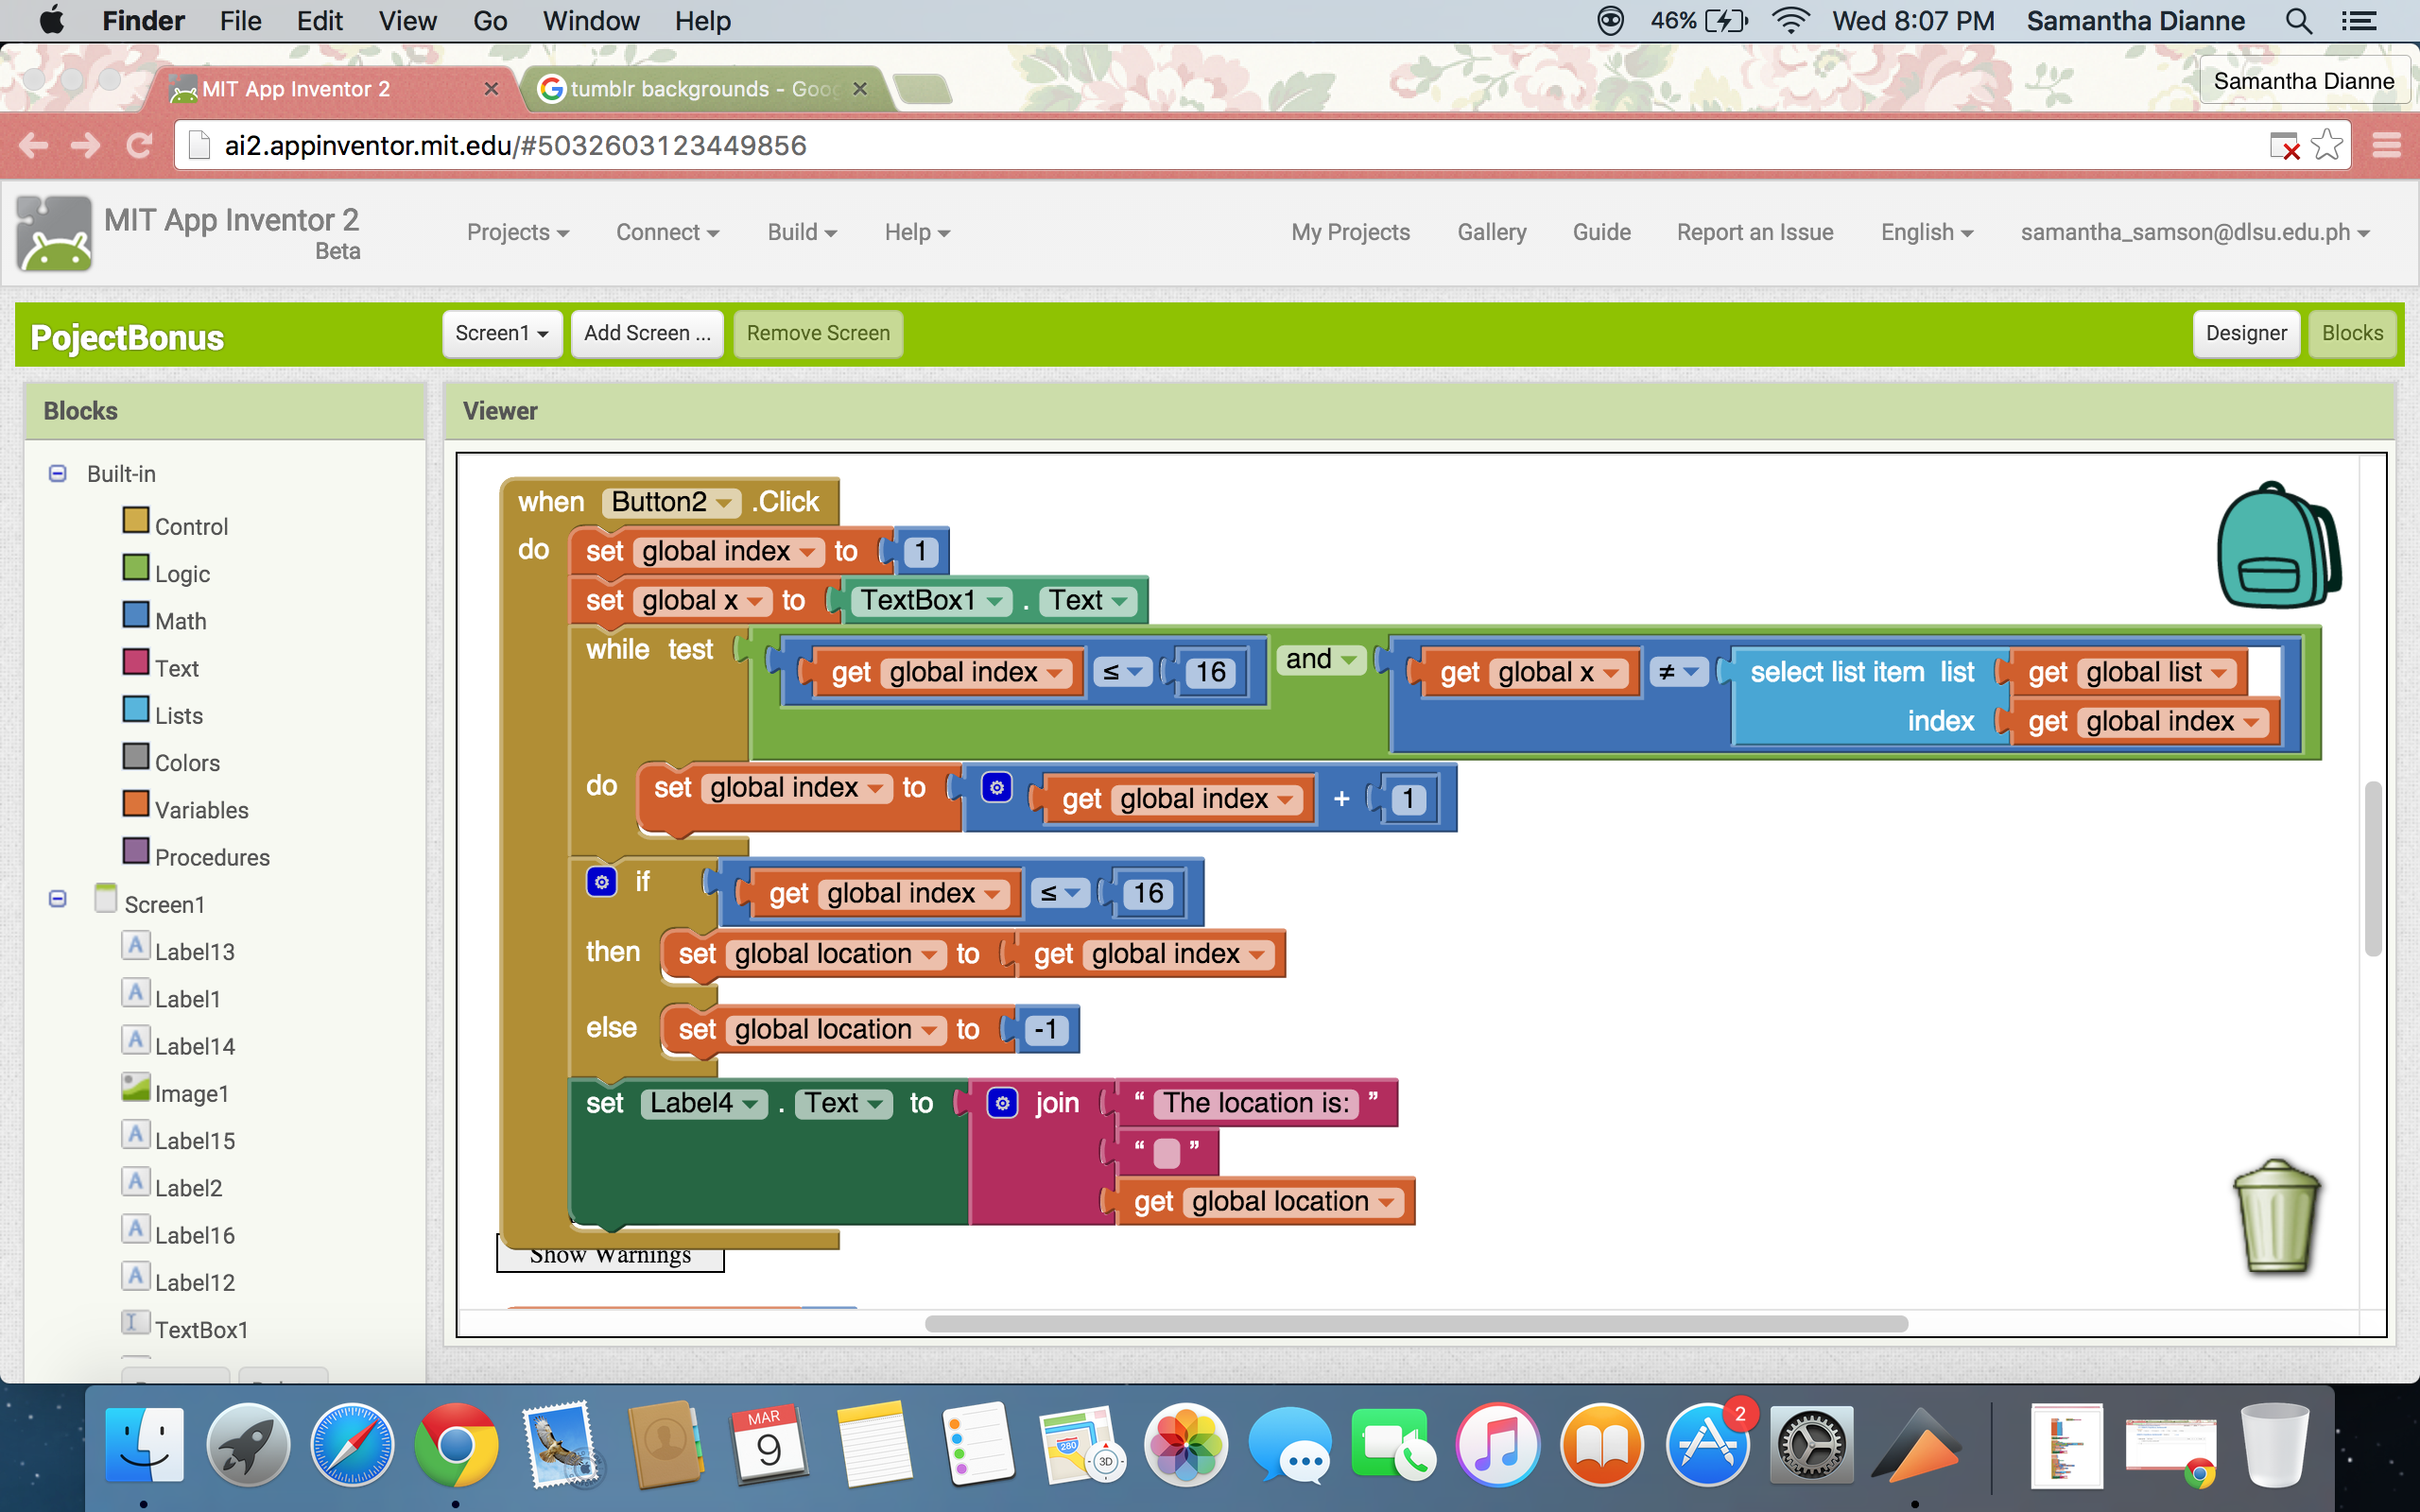 Finder File Edit View Go Window Help 46% Wed 8:07 PM Samantha Dianne
MIT App Inventor 2 tumblr backgrounds - Goog Samantha Dianne
ai2.appinventor.mit.edu/#5032603123449856
MIT App Inventor 2
Beta
Projects Connect Build Help My Projects Gallery Guide Report an Issue English samantha_samson@dlsu.edu.ph
PojectBonus Screen1 Add Screen ... Remove Screen Designer Blocks
Blocks
Viewer
Built-in
Control
Logic
Math
Text
Lists
Colors
Variables
Procedures
Screen1
Label13
Label1
Label14
Image1
Label15
Label2
Label16
Label12
TextBox1
when Button2 .Click
do set global index to 1
set global x to TextBox1 . Text
while test get global index ≤ 16 and get global x ≠ select list item list get global list
index get global index
do set global index to get global index + 1
if get global index ≤ 16
then set global location to get global index
else set global location to -1
set Label4 . Text to join " The location is: "
" "
get global location
Show Warnings
MAR
9
280
3D
2